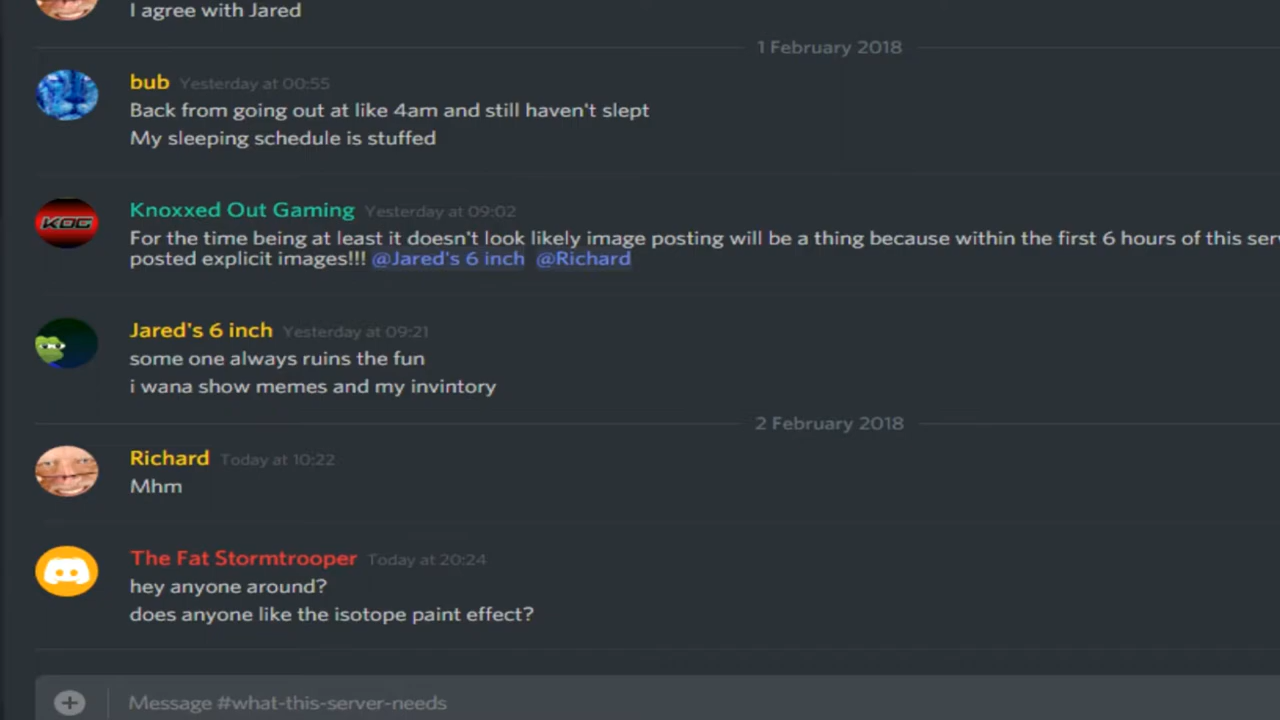 I agree with Jared
1 February 2018
bub Yesterday at 00:55
Back from going out at like 4am and still haven't slept
My sleeping schedule is stuffed
KOG
Knoxxed Out Gaming Yesterday at 09:02
For the time being at least it doesn't look likely image posting will be a thing because within the first 6 hours of this
posted explicit images!!! @Jared's 6 inch @Richard
Jared's 6 inch Yesterday at 09:21
some one always ruins the fun
i wana show memes and my invintory
2 February 2018
Richard Today at 10:22
Mhm
The Fat Stormtrooper Today at 20:24
hey anyone around?
does anyone like the isotope paint effect?
Message #what-this-server-needs